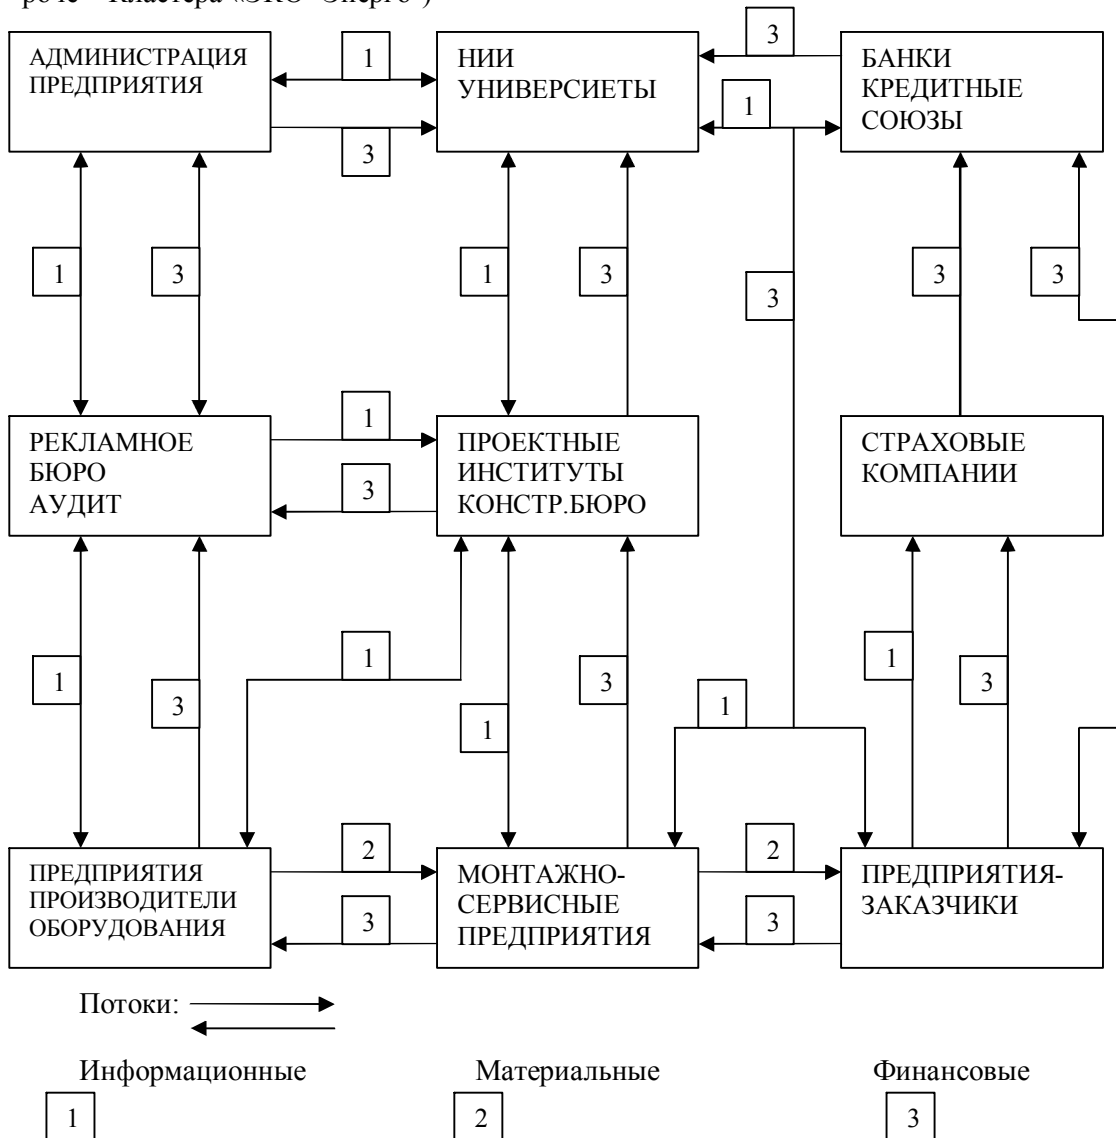 роче – Кластера «ЭКО- Энерго»)
АДМИНИСТРАЦИЯ
ПРЕДПРИЯТИЯ
1
3
НИИ
УНИВЕРСИЕТЫ
3
1
БАНКИ
КРЕДИТНЫЕ
СОЮЗЫ
1
3
1
3
3
3
3
РЕКЛАМНОЕ
БЮРО
АУДИТ
1
3
ПРОЕКТНЫЕ
ИНСТИТУТЫ
КОНСТР.БЮРО
СТРАХОВЫЕ
КОМПАНИИ
1
3
1
1
3
1
1
3
ПРЕДПРИЯТИЯ
ПРОИЗВОДИТЕЛИ
ОБОРУДОВАНИЯ
2
3
МОНТАЖНО-
СЕРВИСНЫЕ
ПРЕДПРИЯТИЯ
2
3
ПРЕДПРИЯТИЯ-
ЗАКАЗЧИКИ
Потоки:
Информационные
Материальные
Финансовые
1
2
3